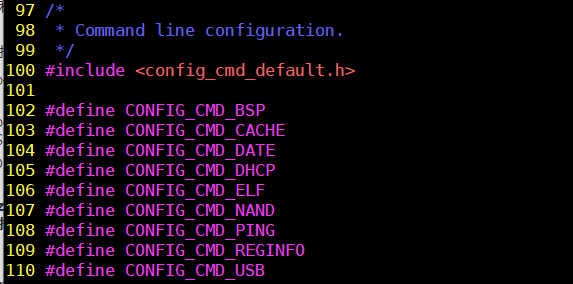 97 /*
98  * Command line configuration.
99  */
100 #include <config_cmd_default.h>
101
102 #define CONFIG_CMD_BSP
103 #define CONFIG_CMD_CACHE
104 #define CONFIG_CMD_DATE
105 #define CONFIG_CMD_DHCP
106 #define CONFIG_CMD_ELF
107 #define CONFIG_CMD_NAND
108 #define CONFIG_CMD_PING
109 #define CONFIG_CMD_REGINFO
110 #define CONFIG_CMD_USB